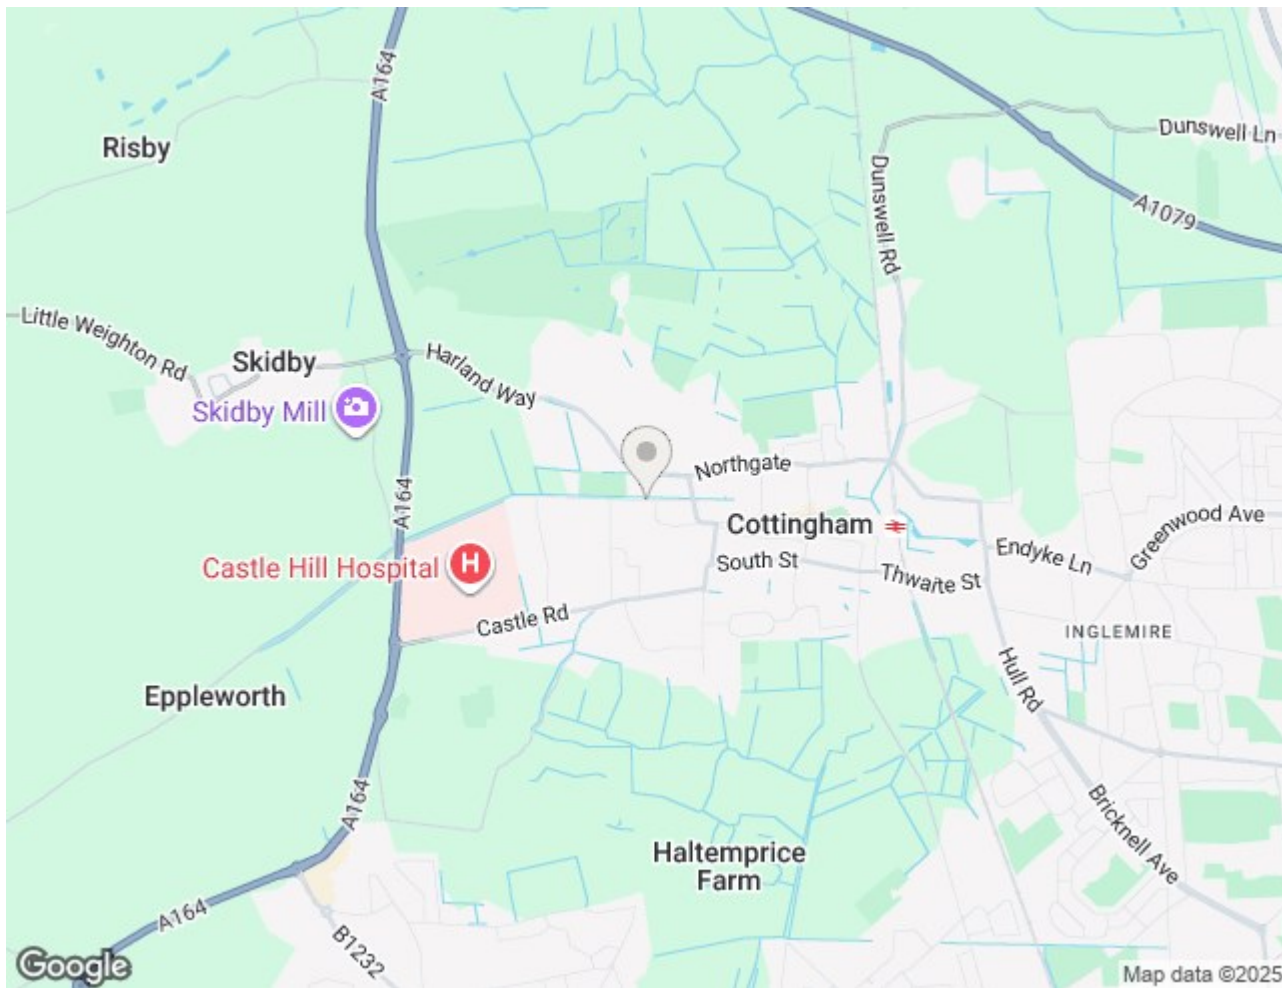 A164
Risby
Dunswell Ln
Dunswell Rd
A1079
Little Weighton Rd
Skidby
Harland Way
Skidby Mill
Northgate
A164
Cottingham
Greenwood Ave
Endyke Ln
South St
Castle Hill Hospital
H
Thwaite St
Castle Rd
INGLEMIRE
Hull Rd
Eppleworth
A164
Bricknell Ave
Haltemprice
Farm
A164
B1232
Google
Map data ©2025